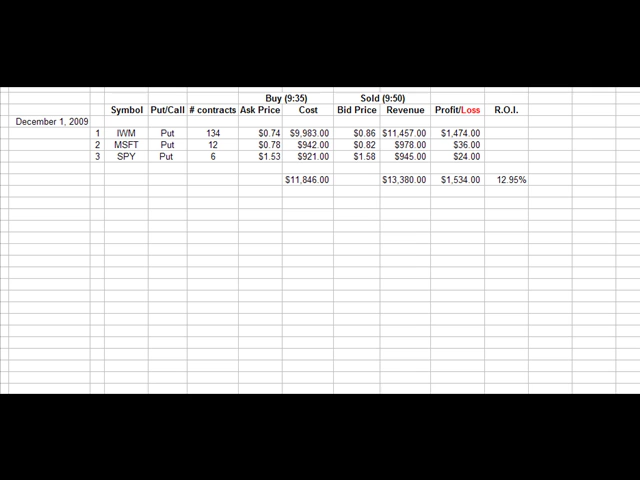 Buy (9:35) Sold (9:50)
Symbol Put/Call # contracts Ask Price Cost Bid Price Revenue Profit/Loss R.O.I.
December 1, 2009
1 IWM Put 134 $0.74 $9,983.00 $0.86 $11,457.00 $1,474.00
2 MSFT Put 12 $0.78 $942.00 $0.82 $978.00 $36.00
3 SPY Put 6 $1.53 $921.00 $1.58 $945.00 $24.00
$11,846.00 $13,380.00 $1,534.00 12.95%